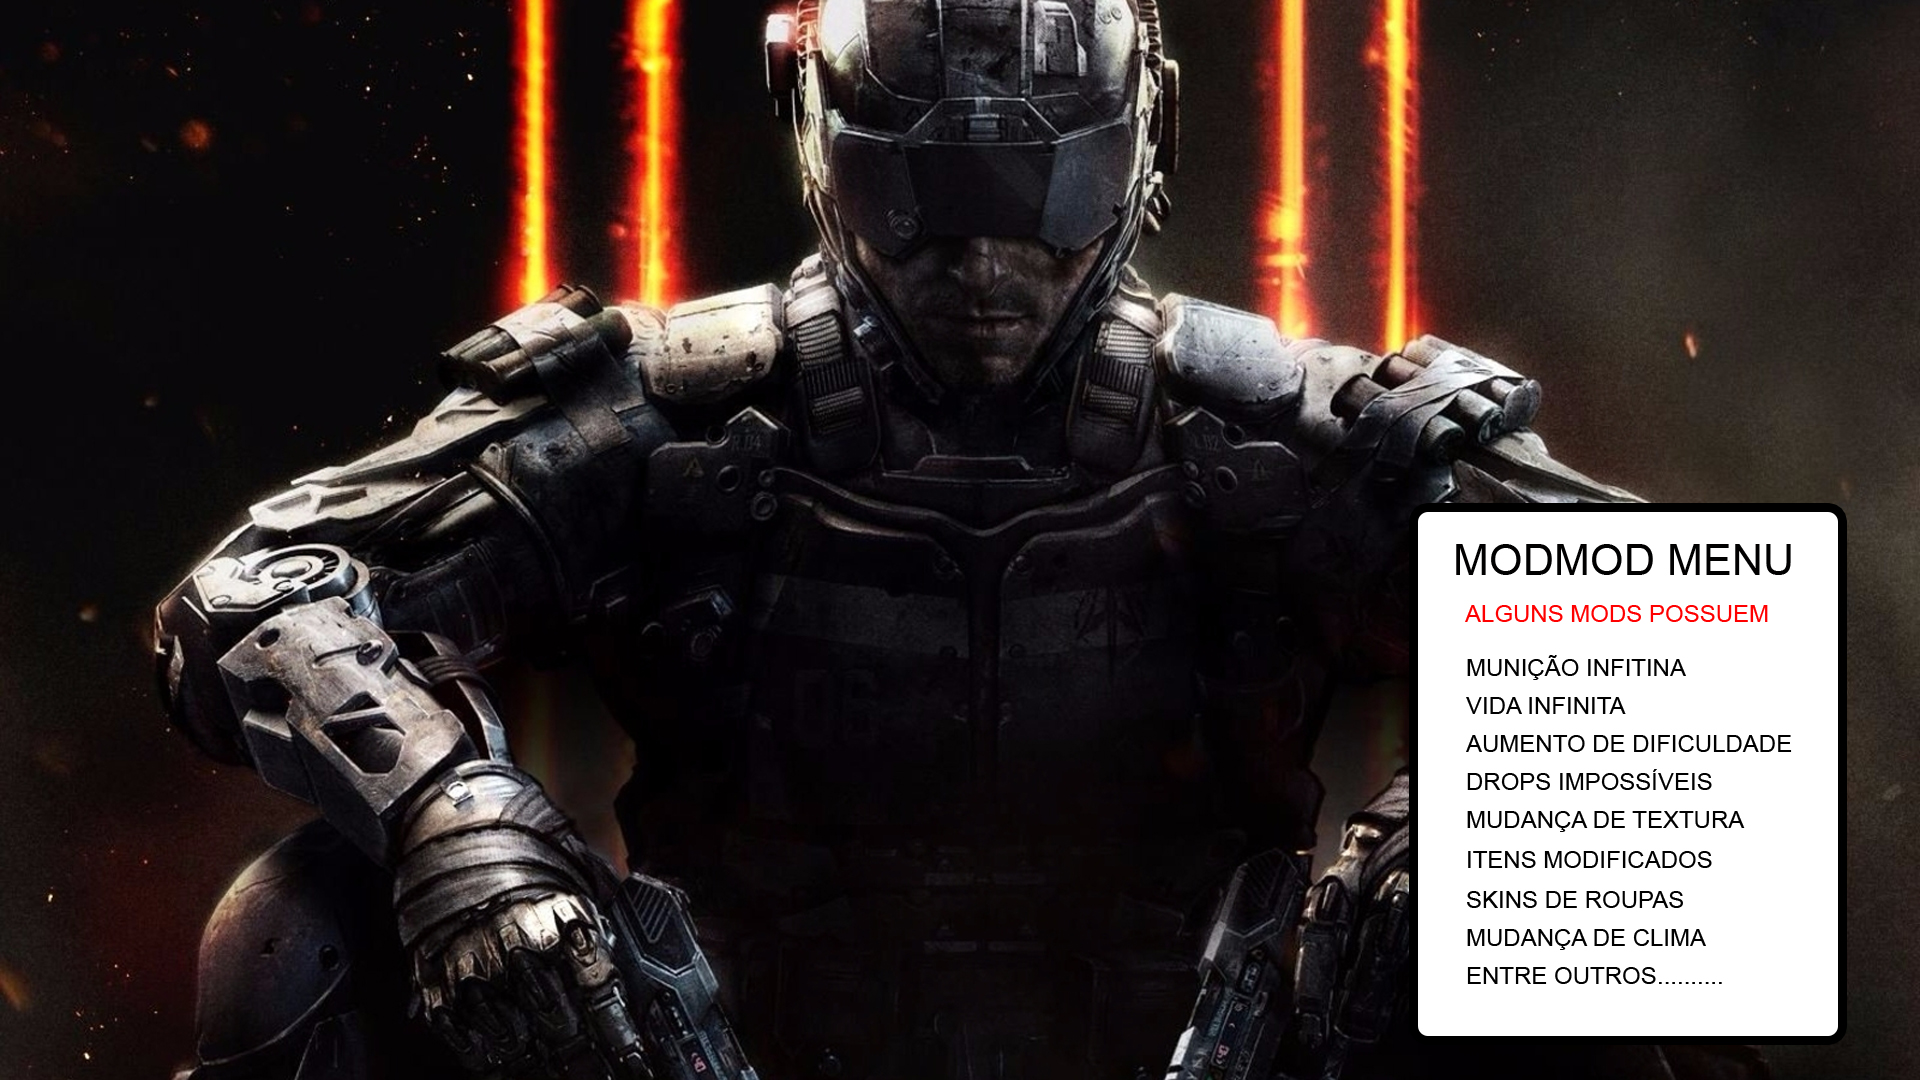 MODMOD MENU
ALGUNS MODS POSSUEM
MUNIÇÃO INFITINA
VIDA INFINITA
AUMENTO DE DIFICULDADE
DROPS IMPOSSÍVEIS
MUDANÇA DE TEXTURA
ITENS MODIFICADOS
SKINS DE ROUPAS
MUDANÇA DE CLIMA
ENTRE OUTROS..........